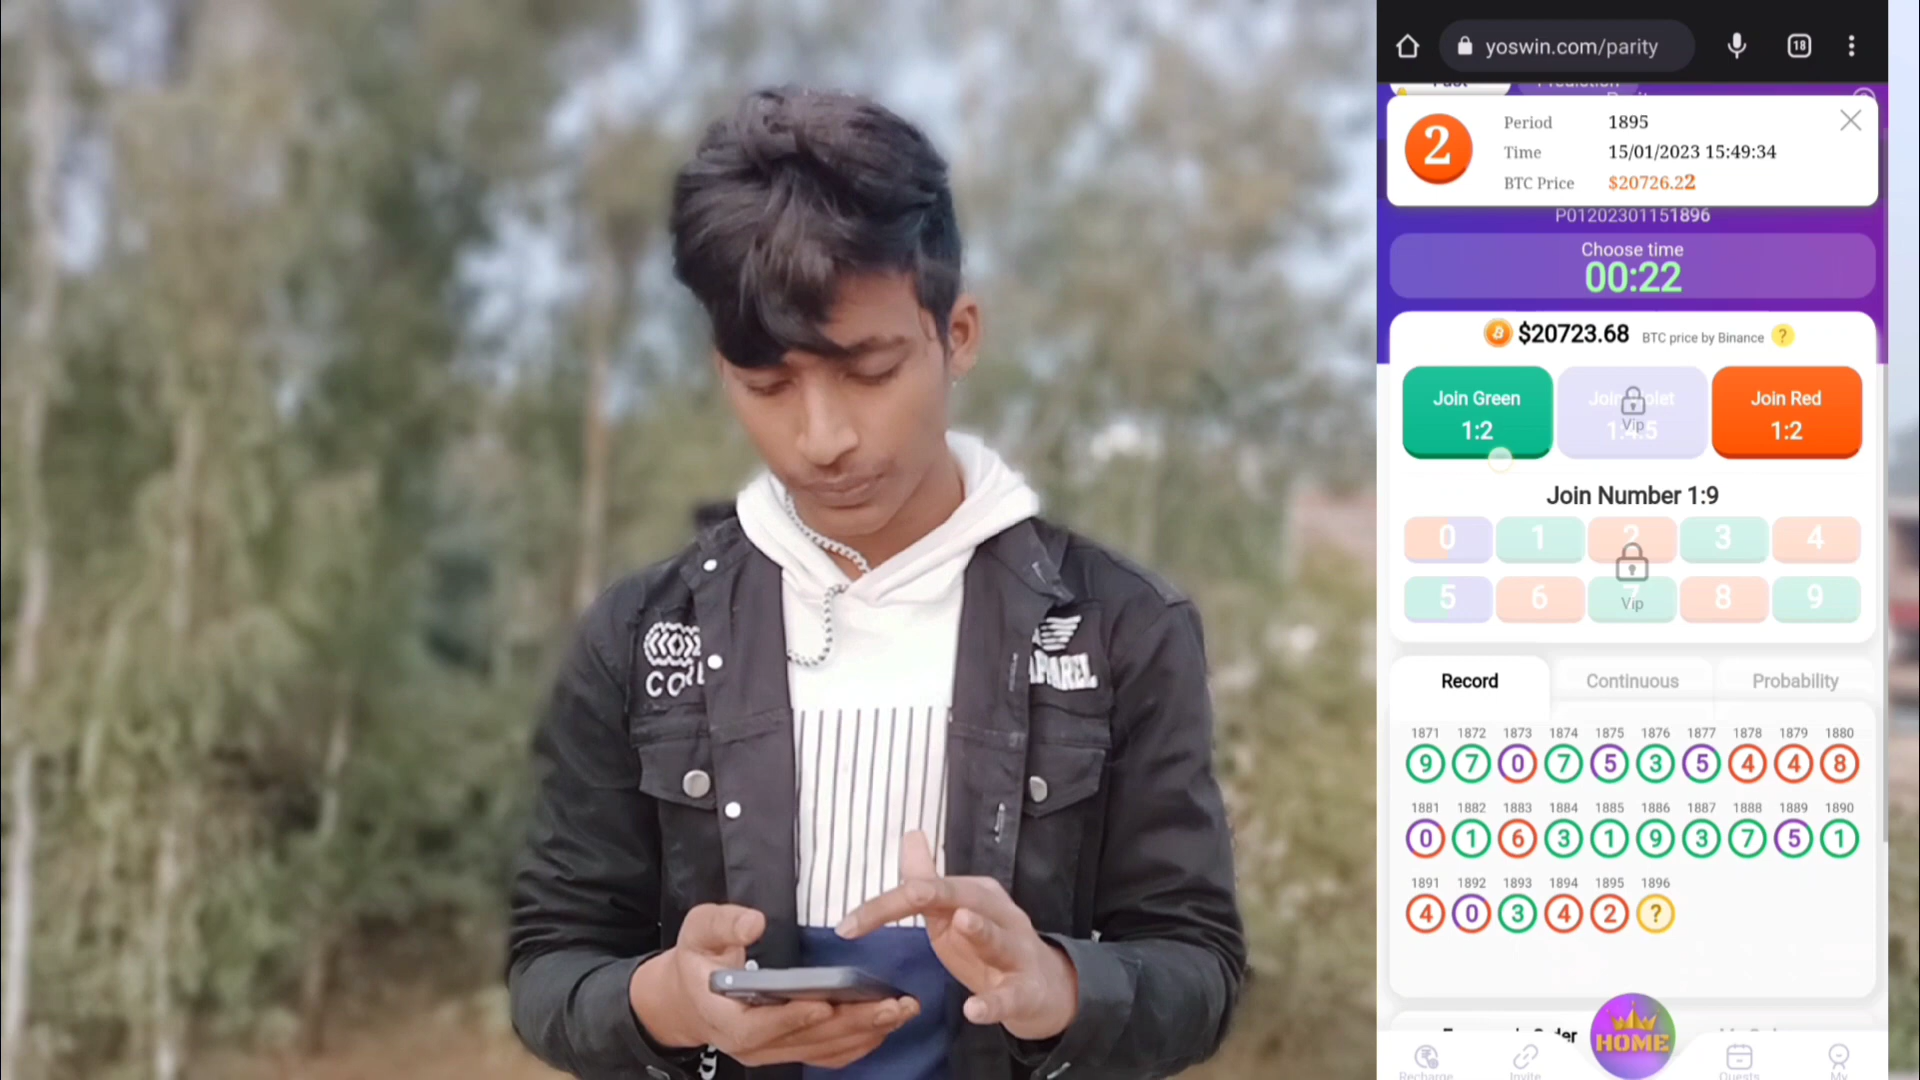 yoswin.com/parity
18
2
Period 1895
Time 15/01/2023 15:49:34
BTC Price $20726.22
P01202301151896
Choose time
00:22
$20723.68 BTC price by Binance ?
Join Green
1:2
Vip
Join Red
1:2
Join Number 1:9
0 1 2 3 4
5 6 7 8 9
Vip
Record Continuous Probability
1871 1872 1873 1874 1875 1876 1877 1878 1879 1880
9 7 0 7 5 3 5 4 4 8
1881 1882 1883 1884 1885 1886 1887 1888 1889 1890
0 1 6 3 1 9 3 7 5 1
1891 1892 1893 1894 1895 1896
4 0 3 4 2 ?
HOME
Recharge Invite Quests My